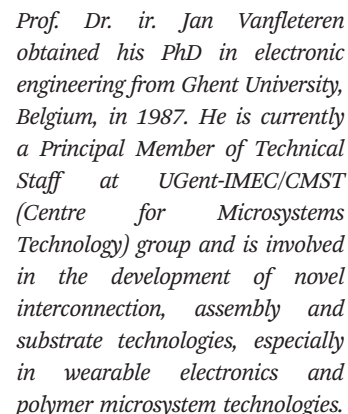 Prof. Dr. ir. Jan Vanfleteren
obtained his PhD in electronic
engineering from Ghent University,
Belgium, in 1987. He is currently
a Principal Member of Technical
Staff at UGent-IMEC/CMST
(Centre for Microsystems
Technology) group and is involved
in the development of novel
interconnection, assembly and
substrate technologies, especially
in wearable electronics and
polymer microsystem technologies.